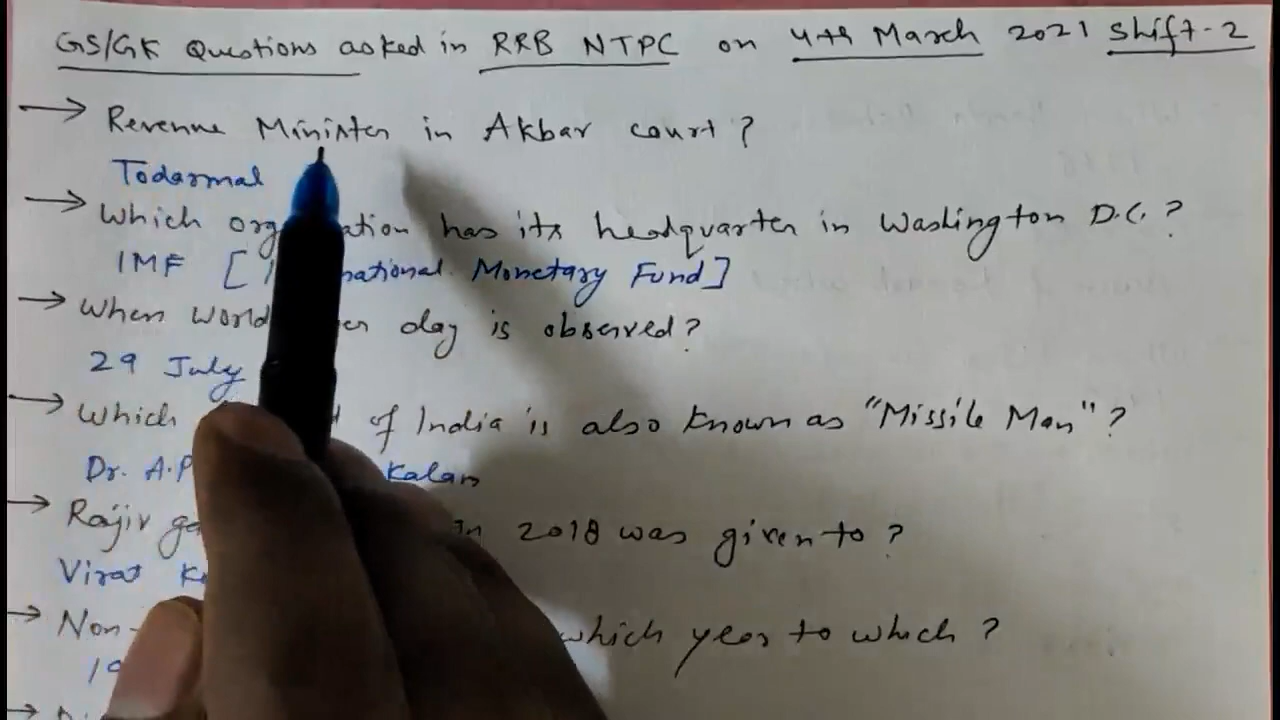 GS/GK Questions asked in RRB NTPC on 4th March 2021 Shift-2
→ Revenue Minister in Akbar court?
Todarmal
→ Which has its headquarter in Washington D.C.?
IMF [ Monetary Fund]
→ When World day is observed?
29 July
→ Which of India is also known as "Missile Man"?
Dr. A.P Kalam
→ Rajiv in 2018 was given to?
Virat
→ Non- which year to which?
19
→